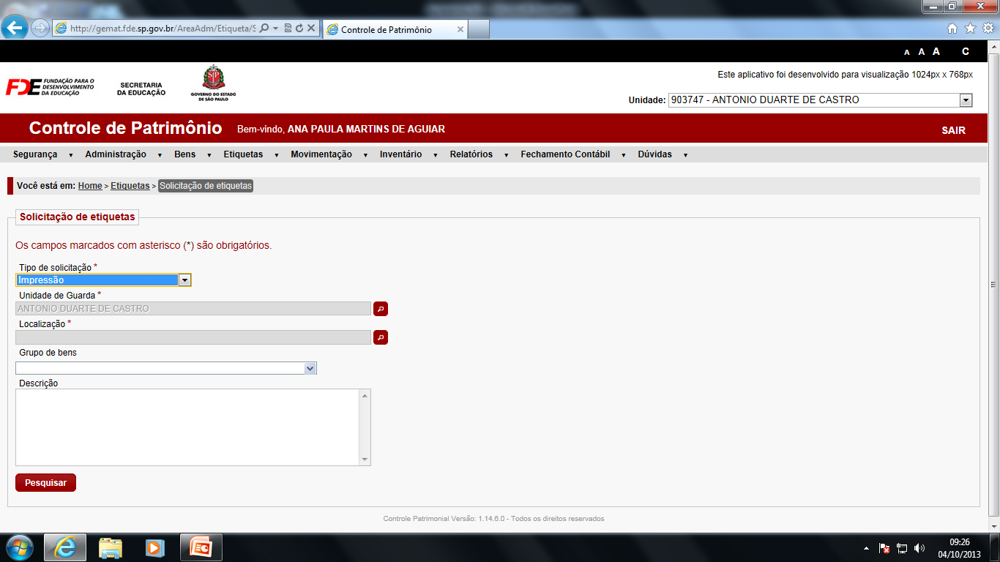 http://gemat.fde.sp.gov.br/AreaAdm/Etiqueta/S
Controle de Patrimônio
A A A C
FDE FUNDAÇÃO PARA O
DESENVOLVIMENTO
DA EDUCAÇÃO
SECRETARIA
DA EDUCAÇÃO
GOVERNO DO ESTADO
DE SÃO PAULO
Este aplicativo foi desenvolvido para visualização 1024px x 768px
Unidade: 903747 - ANTONIO DUARTE DE CASTRO
Controle de Patrimônio Bem-vindo, ANA PAULA MARTINS DE AGUIAR SAIR
Segurança Administração Bens Etiquetas Movimentação Inventário Relatórios Fechamento Contábil Dúvidas
Você está em: Home > Etiquetas > Solicitação de etiquetas
Solicitação de etiquetas
Os campos marcados com asterisco (*) são obrigatórios.
Tipo de solicitação *
Impressão
Unidade de Guarda *
ANTONIO DUARTE DE CASTRO
Localização *
Grupo de bens
Descrição
Pesquisar
Controle Patrimonial Versão: 1.14.6.0 - Todos os direitos reservados
09:26
04/10/2013